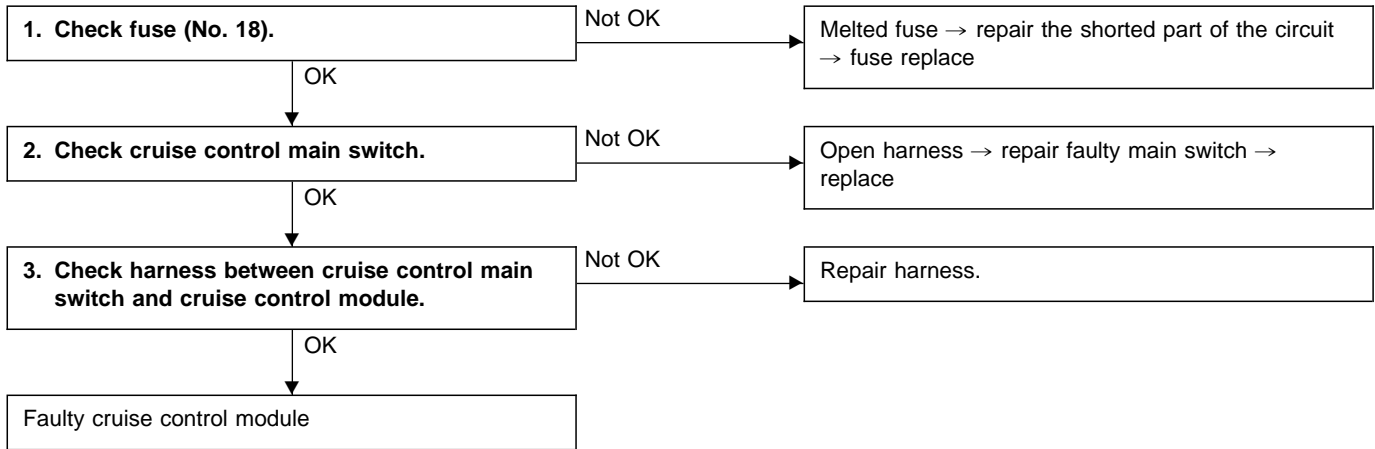 1. Check fuse (No. 18).
Not OK
Melted fuse → repair the shorted part of the circuit
→ fuse replace
OK
2. Check cruise control main switch.
Not OK
Open harness → repair faulty main switch →
replace
OK
3. Check harness between cruise control main
switch and cruise control module.
Not OK
Repair harness.
OK
Faulty cruise control module